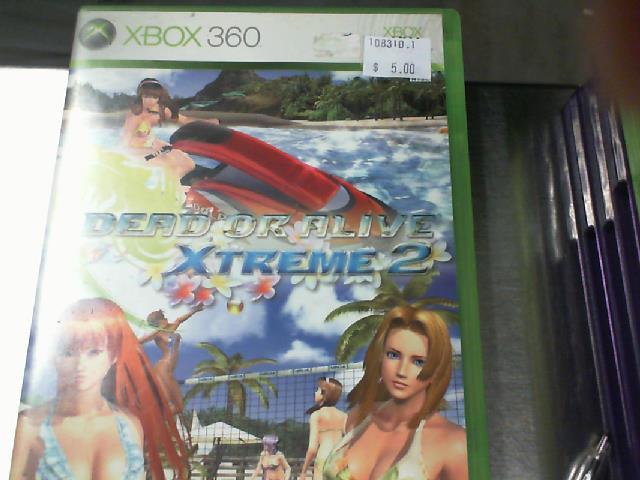 XBOX 360
XBOX
108310.1
$ 5.00
DEAD OR ALIVE
XTREME 2